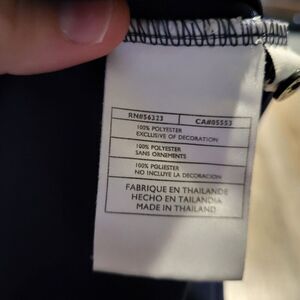 RN#56323 CA#05553
100% POLYESTER
EXCLUSIVE OF DECORATION
100% POLYESTER
SANS ORNEMENTS
100% POLIESTER
NO INCLUYE LA DECORACION
FABRIQUE EN THAILANDE
HECHO EN TAILANDIA
MADE IN THAILAND